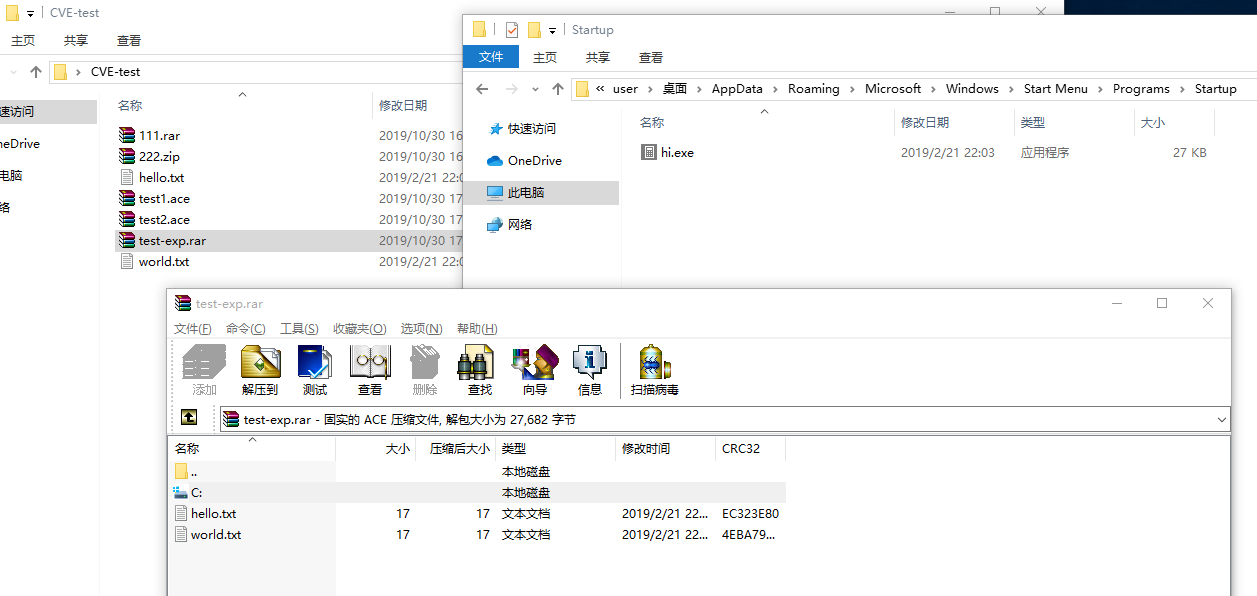 CVE-test
主页 共享 查看
CVE-test
速访问
neDrive
电脑
络
名称 修改日期
111.rar 2019/10/30 16
222.zip 2019/10/30 16
hello.txt 2019/2/21 22:0
test1.ace 2019/10/30 17
test2.ace 2019/10/30 17
test-exp.rar 2019/10/30 17
world.txt 2019/2/21 22:0
Startup
文件 主页 共享 查看
« user › 桌面 › AppData › Roaming › Microsoft › Windows › Start Menu › Programs › Startup
快速访问
OneDrive
此电脑
网络
名称 修改日期 类型 大小
hi.exe 2019/2/21 22:03 应用程序 27 KB
test-exp.rar
文件(F) 命令(C) 工具(S) 收藏夹(O) 选项(N) 帮助(H)
添加 解压到 测试 查看 删除 查找 向导 信息 扫描病毒
test-exp.rar - 固实的 ACE 压缩文件, 解包大小为 27,682 字节
名称 大小 压缩后大小 类型 修改时间 CRC32
.. 本地磁盘
C: 本地磁盘
hello.txt 17 17 文本文档 2019/2/21 22... EC323E80
world.txt 17 17 文本文档 2019/2/21 22... 4EBA79...